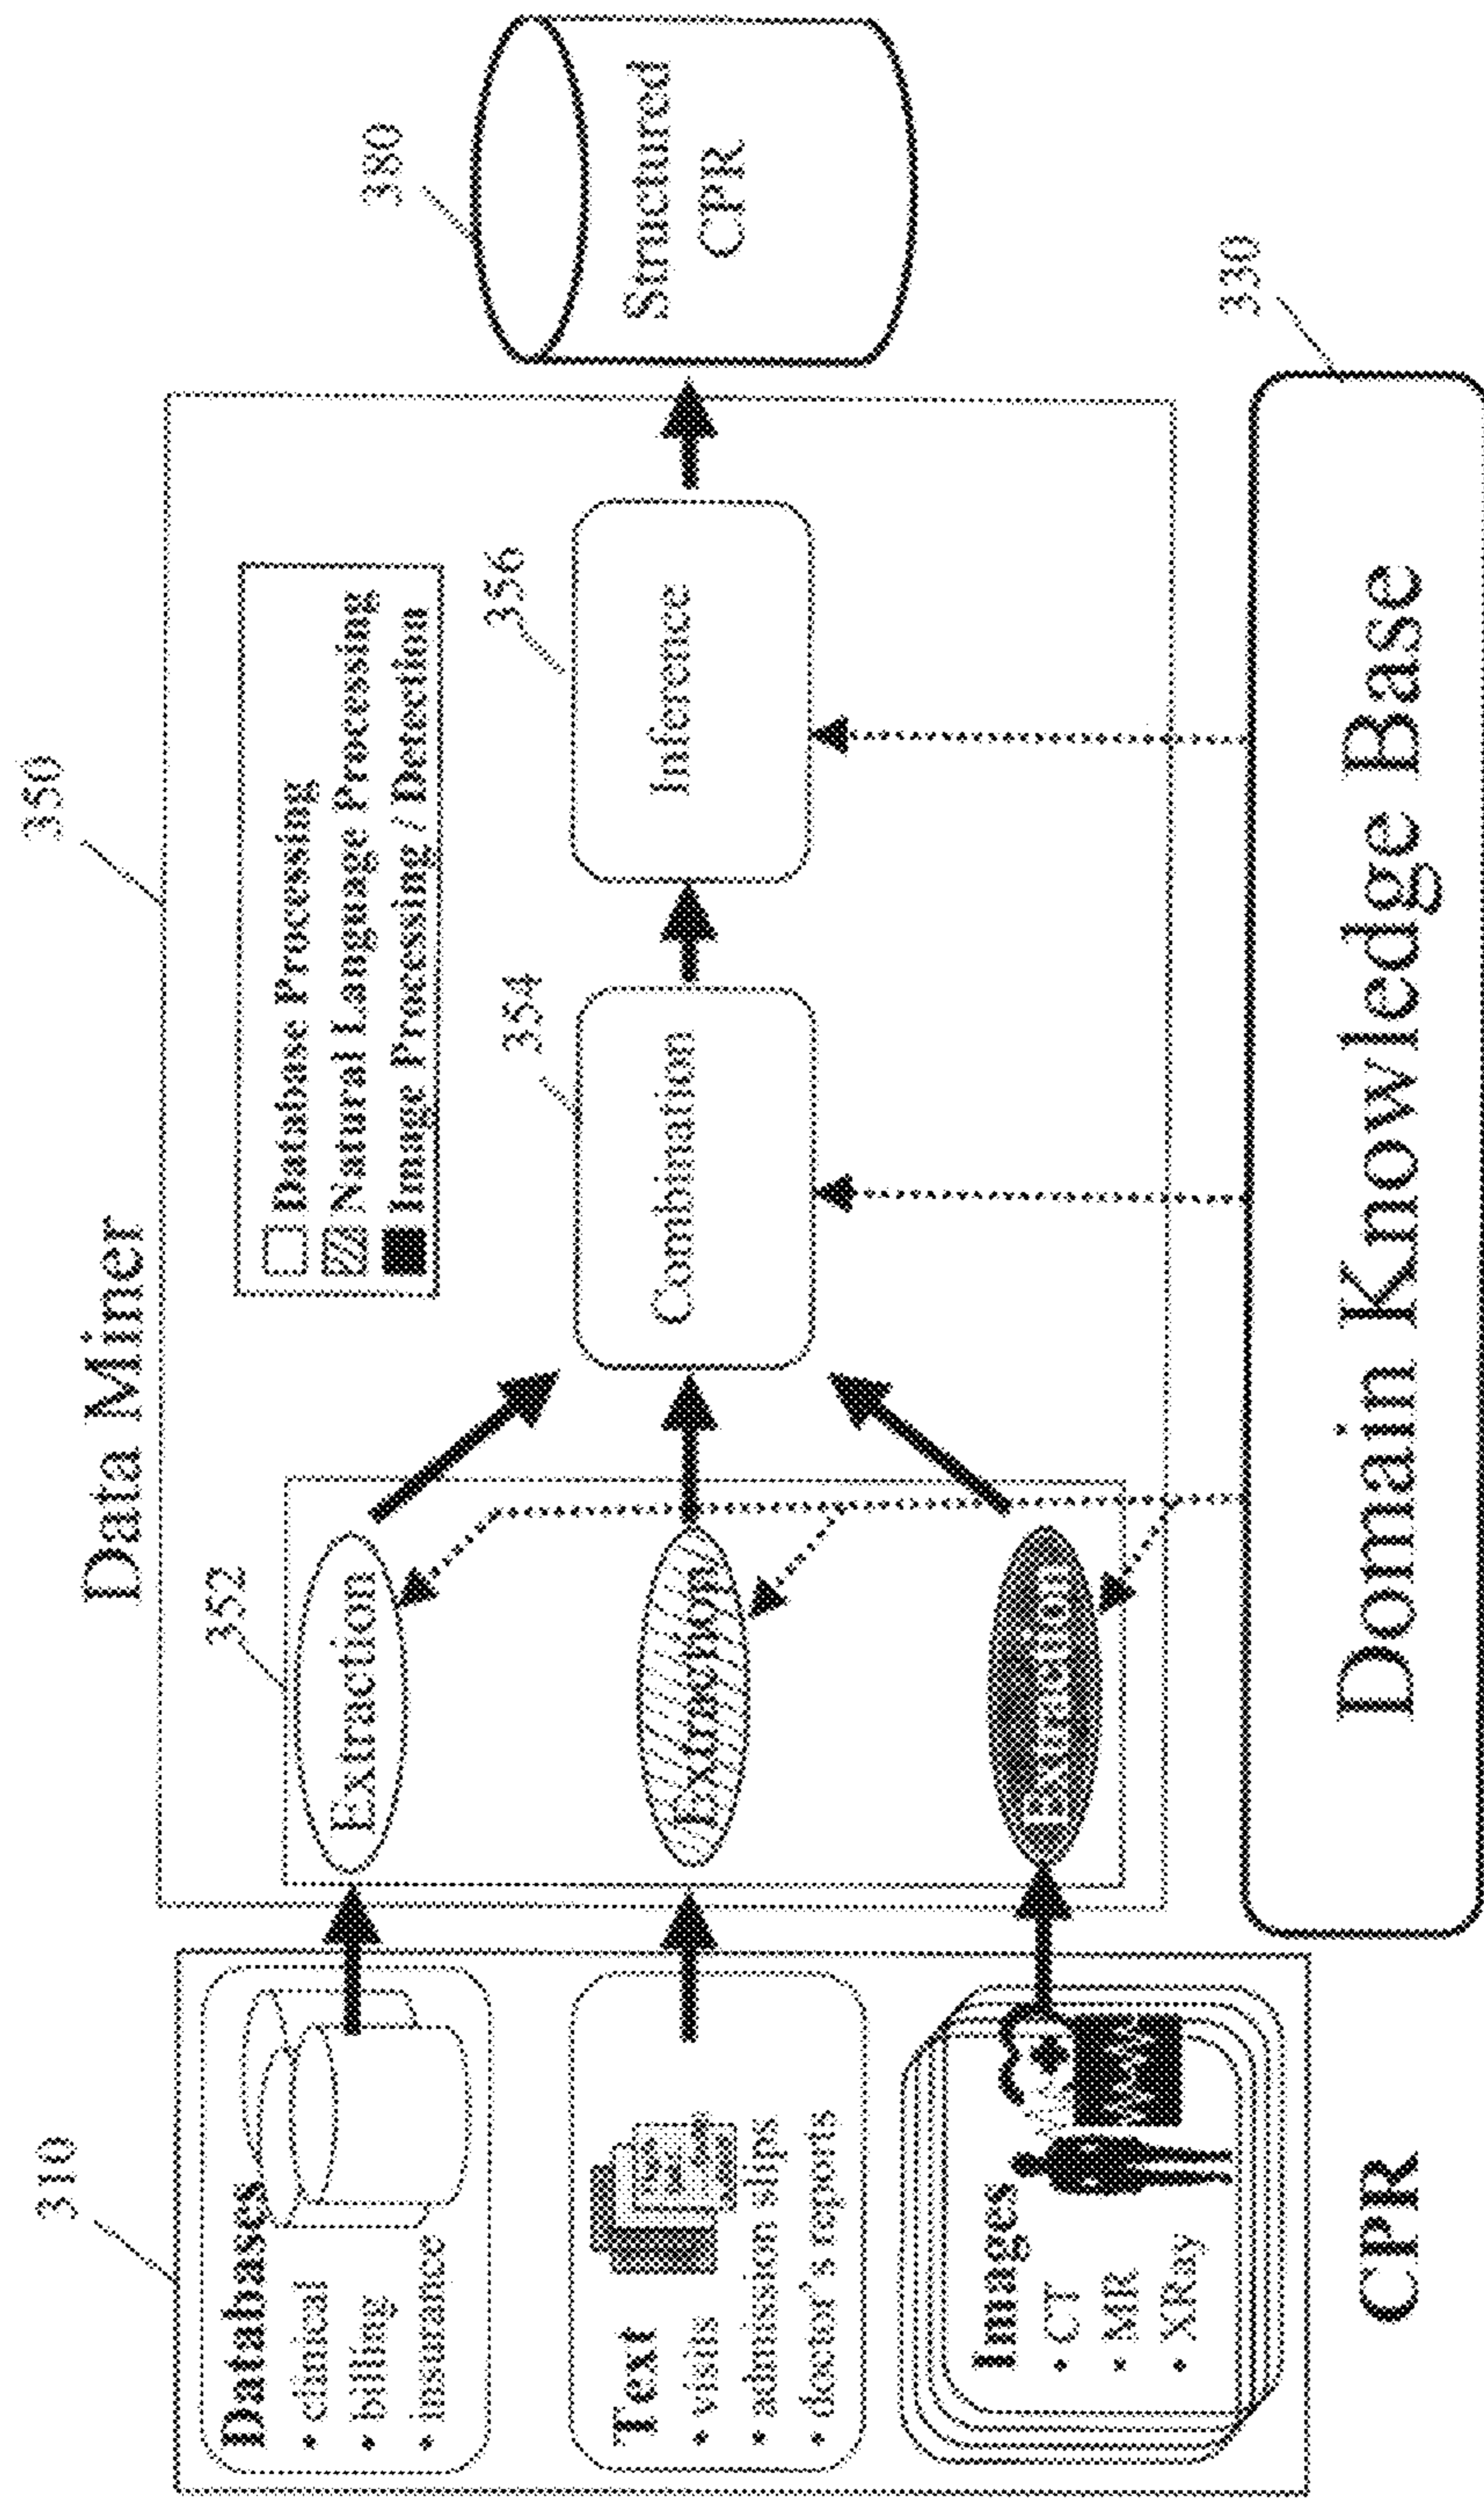 310
Databases
• clinical
• billing
• insurance
Text
• visits
• admission slips
• doctor's reports
Images
• CT
• MR
• XRay
CPR
Data Miner
350
352
Extraction
Extraction
Extraction
Database Processing
Natural Language Processing
Image Processing / Detection
354
Combination
356
Inference
380
Structured
CPR
330
Domain Knowledge Base